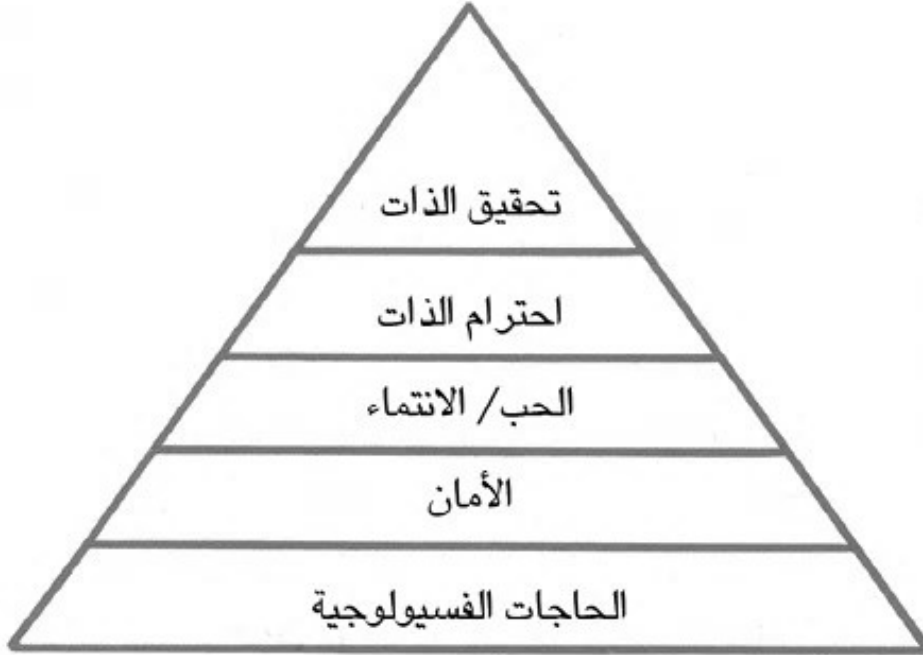 تحقيق الذات
احترام الذات
الحب/ الانتماء
الأمان
الحاجات الفسيولوجية